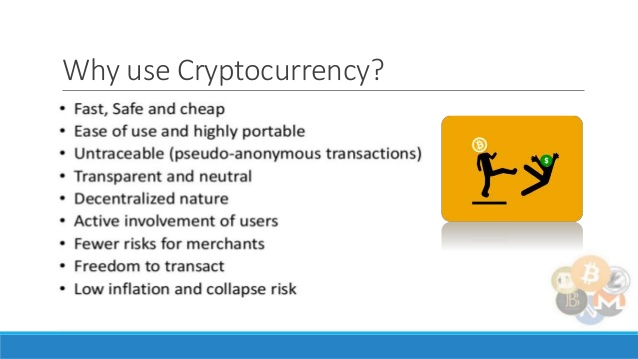 Why use Cryptocurrency?
• Fast, Safe and cheap
• Ease of use and highly portable
• Untraceable (pseudo-anonymous transactions)
• Transparent and neutral
• Decentralized nature
• Active involvement of users
• Fewer risks for merchants
• Freedom to transact
• Low inflation and collapse risk